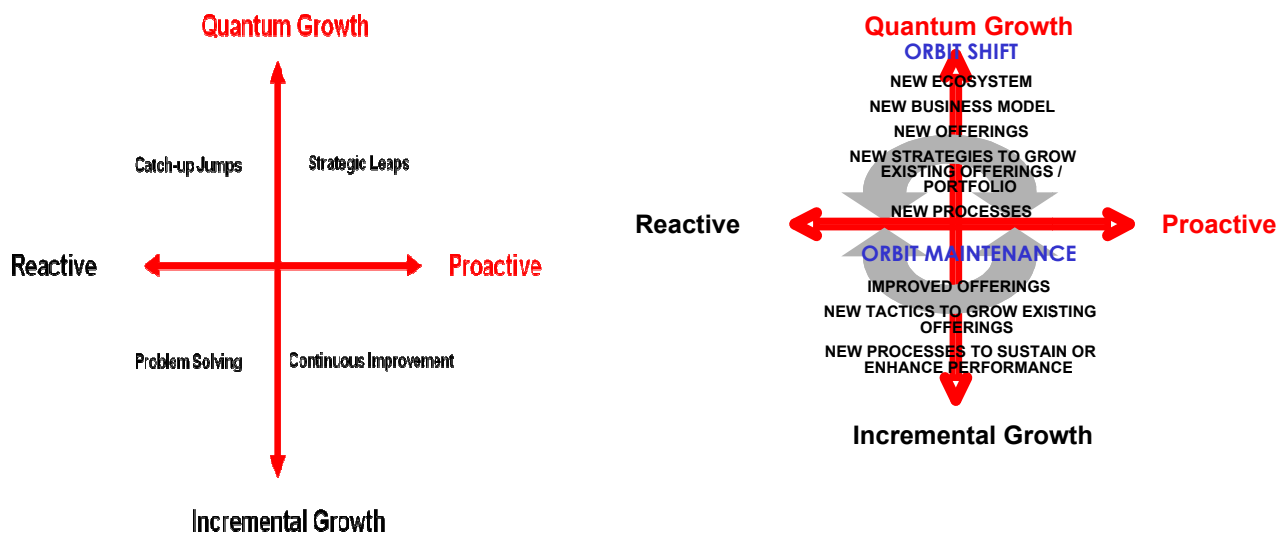 Quantum Growth
Catch-up Jumps
Strategic Leaps
Reactive
Proactive
Problem Solving
Continuous Improvement
Incremental Growth
Quantum Growth
ORBIT SHIFT
NEW ECOSYSTEM
NEW BUSINESS MODEL
NEW OFFERINGS
NEW STRATEGIES TO GROW
EXISTING OFFERINGS /
PORTFOLIO
NEW PROCESSES
Reactive
Proactive
ORBIT MAINTENANCE
IMPROVED OFFERINGS
NEW TACTICS TO GROW EXISTING
OFFERINGS
NEW PROCESSES TO SUSTAIN OR
ENHANCE PERFORMANCE
Incremental Growth